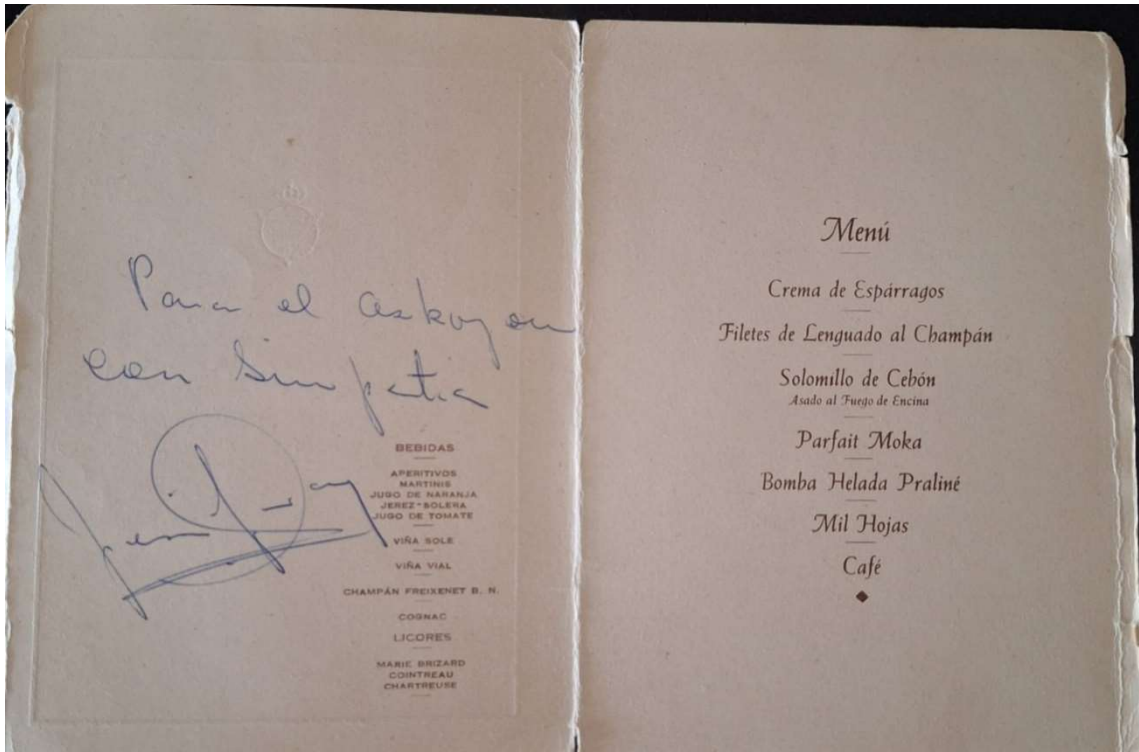 Para el
con Simpatia
BEBIDAS
APERITIVOS
MARTINIS
JUGO DE NARANJA
JEREZ-SOLERA
JUGO DE TOMATE
VIÑA SOLE
VIÑA VIAL
CHAMPÁN FREIXENET B. N.
COGNAC
LICORES
MARIE BRIZARD
COINTREAU
CHARTREUSE
Menú
Crema de Espárragos
Filetes de Lenguado al Champán
Solomillo de Cebón
Asado al Fuego de Encina
Parfait Moka
Bomba Helada Praliné
Mil Hojas
Café